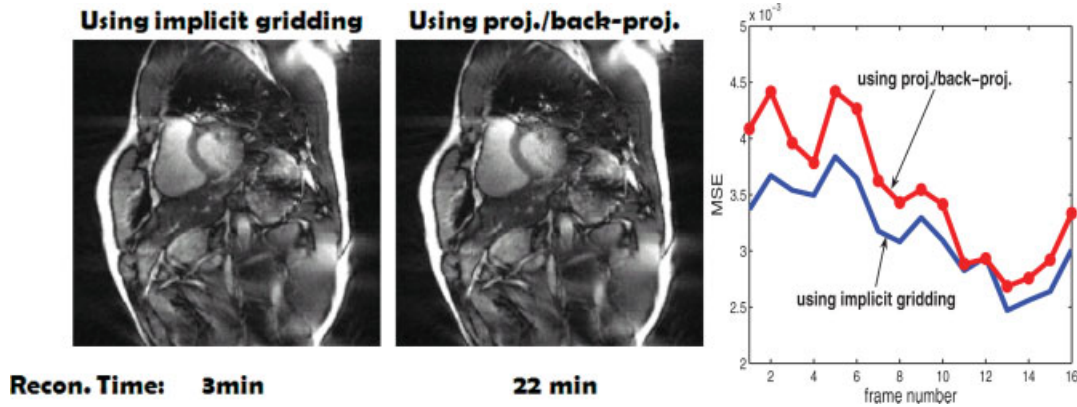 Using implicit gridding
Using proj./back-proj.
x 10⁻³
5
4.5
4
3.5
3
2.5
2
MSE
using proj./back-proj.
using implicit gridding
2 4 6 8 10 12 14 16
frame number
Recon. Time: 3min 22 min